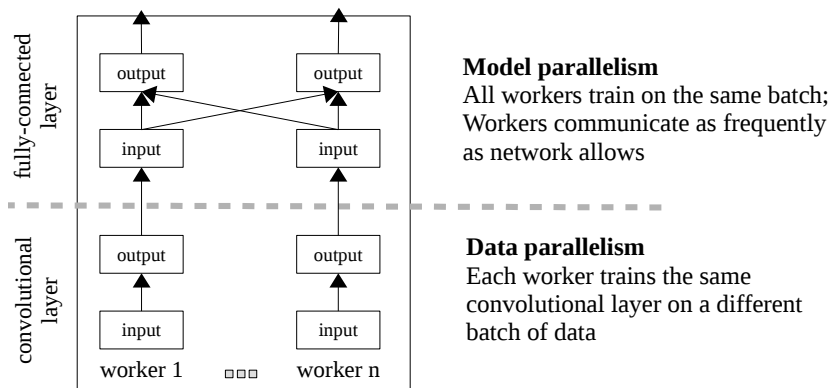 fully-connected
layer
output
output
input
input
Model parallelism
All workers train on the same batch;
Workers communicate as frequently
as network allows
convolutional
layer
output
output
input
input
worker 1
worker n
Data parallelism
Each worker trains the same
convolutional layer on a different
batch of data